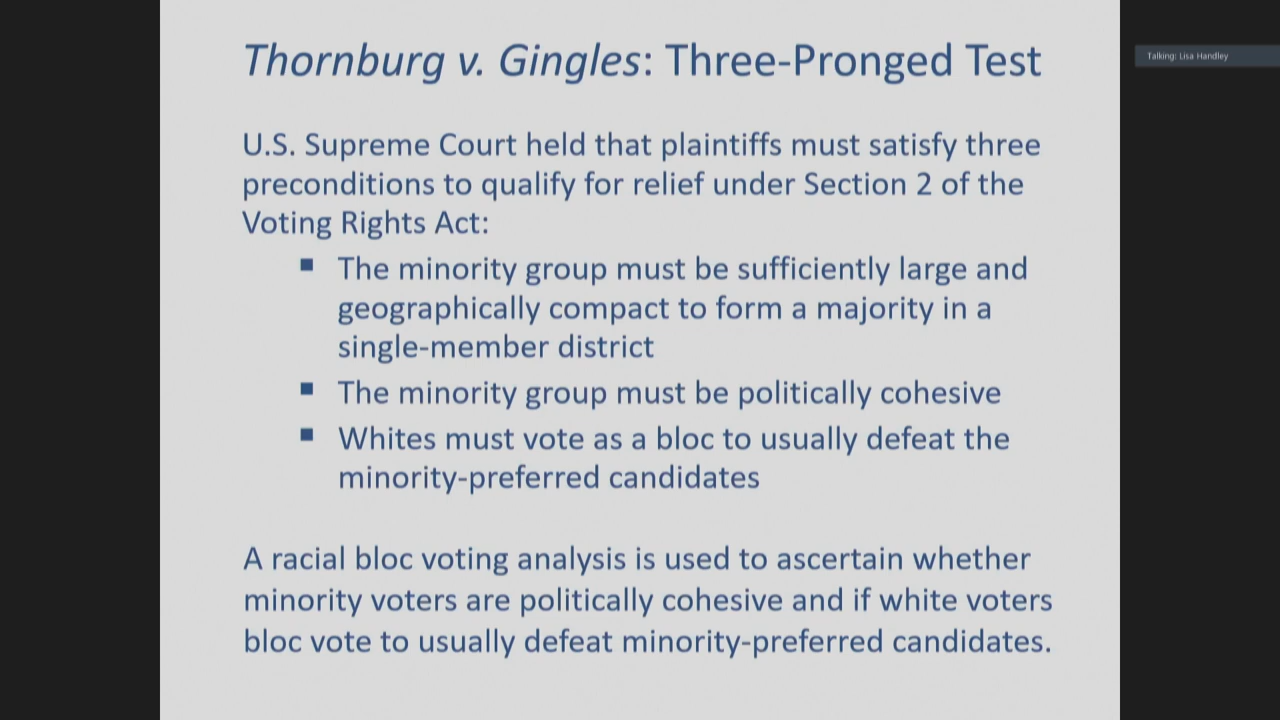 Thornburg v. Gingles: Three-Pronged Test
Talking: Lisa Handley
U.S. Supreme Court held that plaintiffs must satisfy three
preconditions to qualify for relief under Section 2 of the
Voting Rights Act:
▪ The minority group must be sufficiently large and
geographically compact to form a majority in a
single-member district
▪ The minority group must be politically cohesive
▪ Whites must vote as a bloc to usually defeat the
minority-preferred candidates
A racial bloc voting analysis is used to ascertain whether
minority voters are politically cohesive and if white voters
bloc vote to usually defeat minority-preferred candidates.